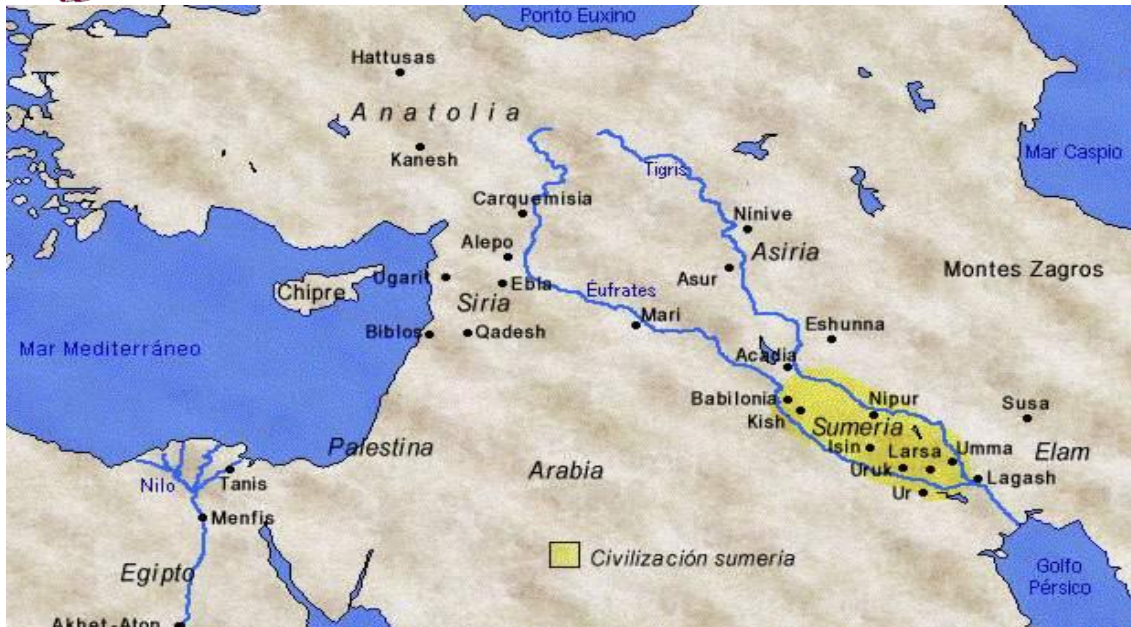 Ponto Euxino
Hattusas
Anatolia
Kanesh
Mar Caspio
Tigris
Carquemisia
Nínive
Alepo
Asiria
Asur
Montes Zagros
Ugarit
Ebla
Chipre
Siria
Éufrates
Mari
Eshunna
Biblos
Qadesh
Mar Mediterráneo
Acadia
Babilonia
Nipur
Susa
Kish
Sumeria
Palestina
Isin
Larsa
Umma
Elam
Arabia
Uruk
Lagash
Nilo
Tanis
Ur
Menfis
Civilización sumeria
Egipto
Golfo
Pérsico
Akhet-Aton